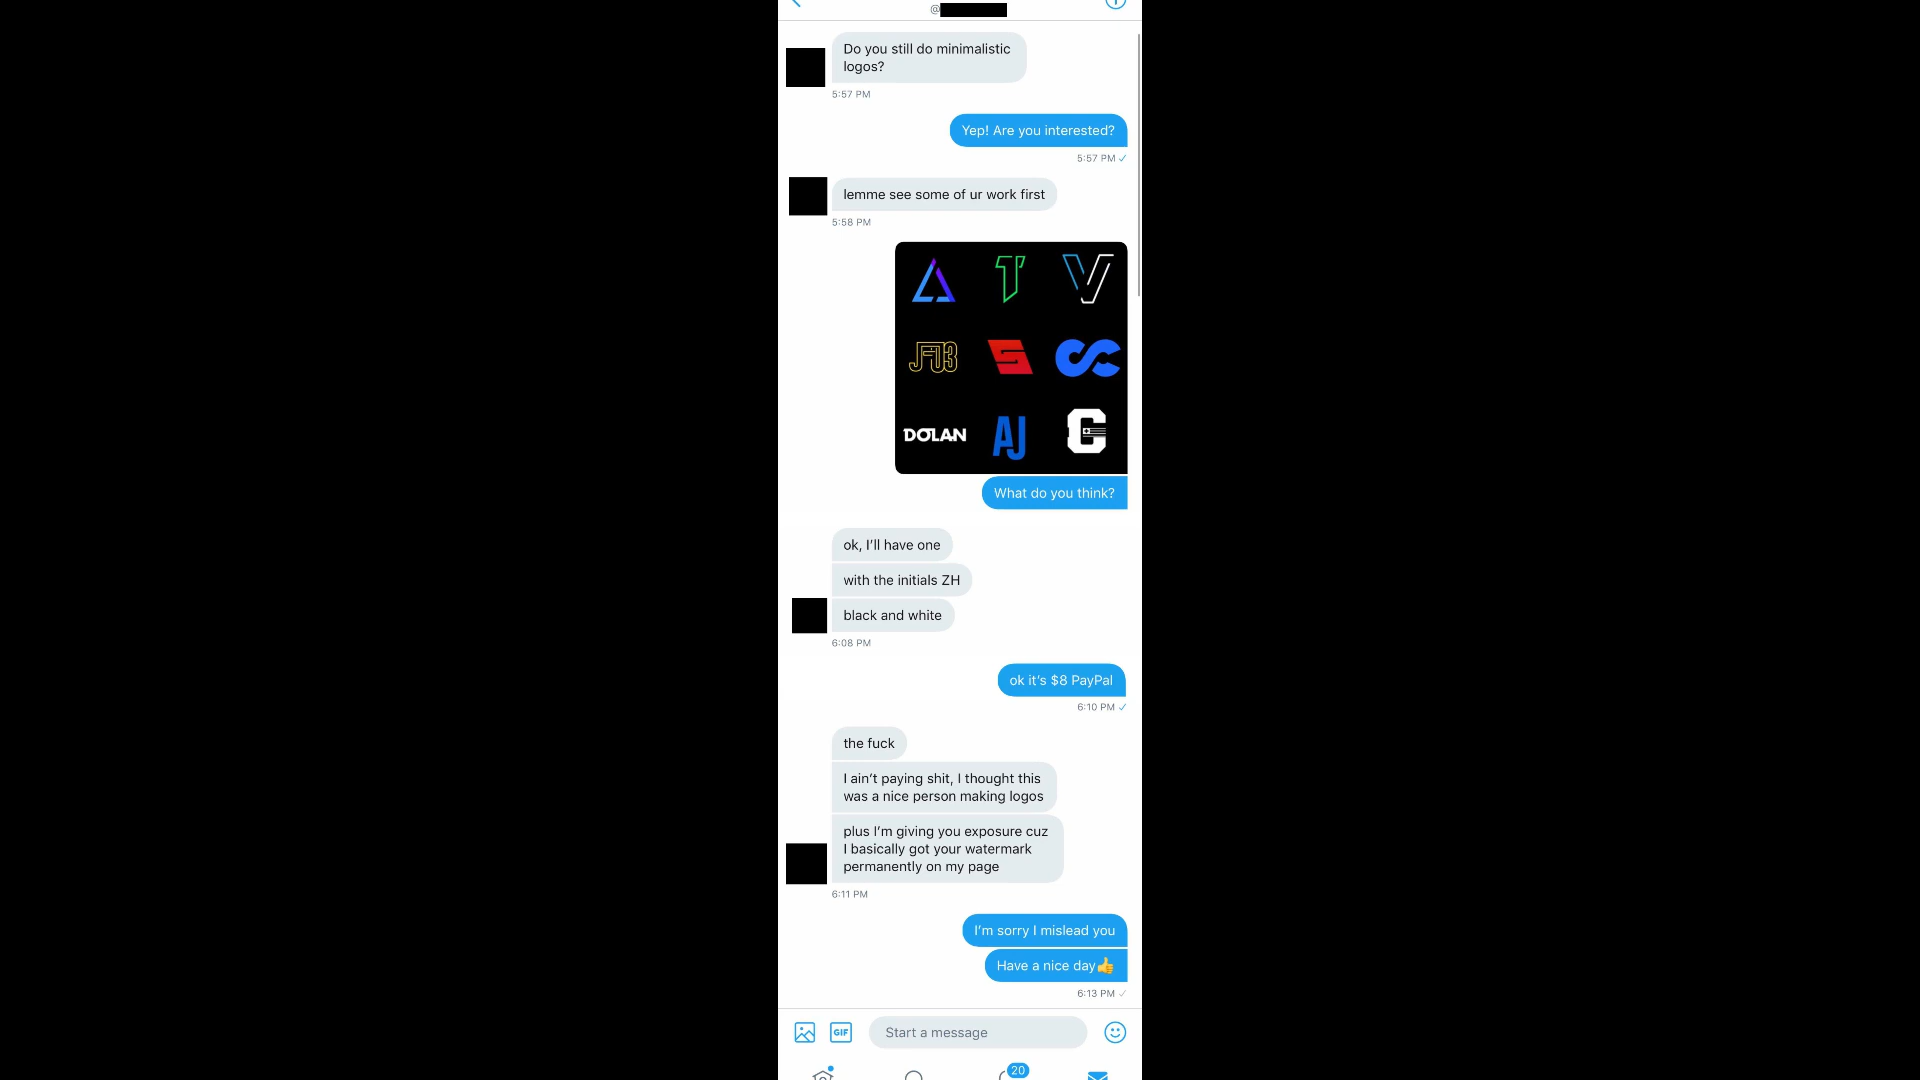 @
Do you still do minimalistic
logos?
5:57 PM
Yep! Are you interested?
5:57 PM ✓
lemme see some of ur work first
5:58 PM
T V
JF03 S CC
DOLAN AJ C
What do you think?
ok, I’ll have one
with the initials ZH
black and white
6:08 PM
ok it’s $8 PayPal
6:10 PM ✓
the fuck
I ain’t paying shit, I thought this
was a nice person making logos
plus I’m giving you exposure cuz
I basically got your watermark
permanently on my page
6:11 PM
I’m sorry I mislead you
Have a nice day👍
6:13 PM ✓
GIF
Start a message
20